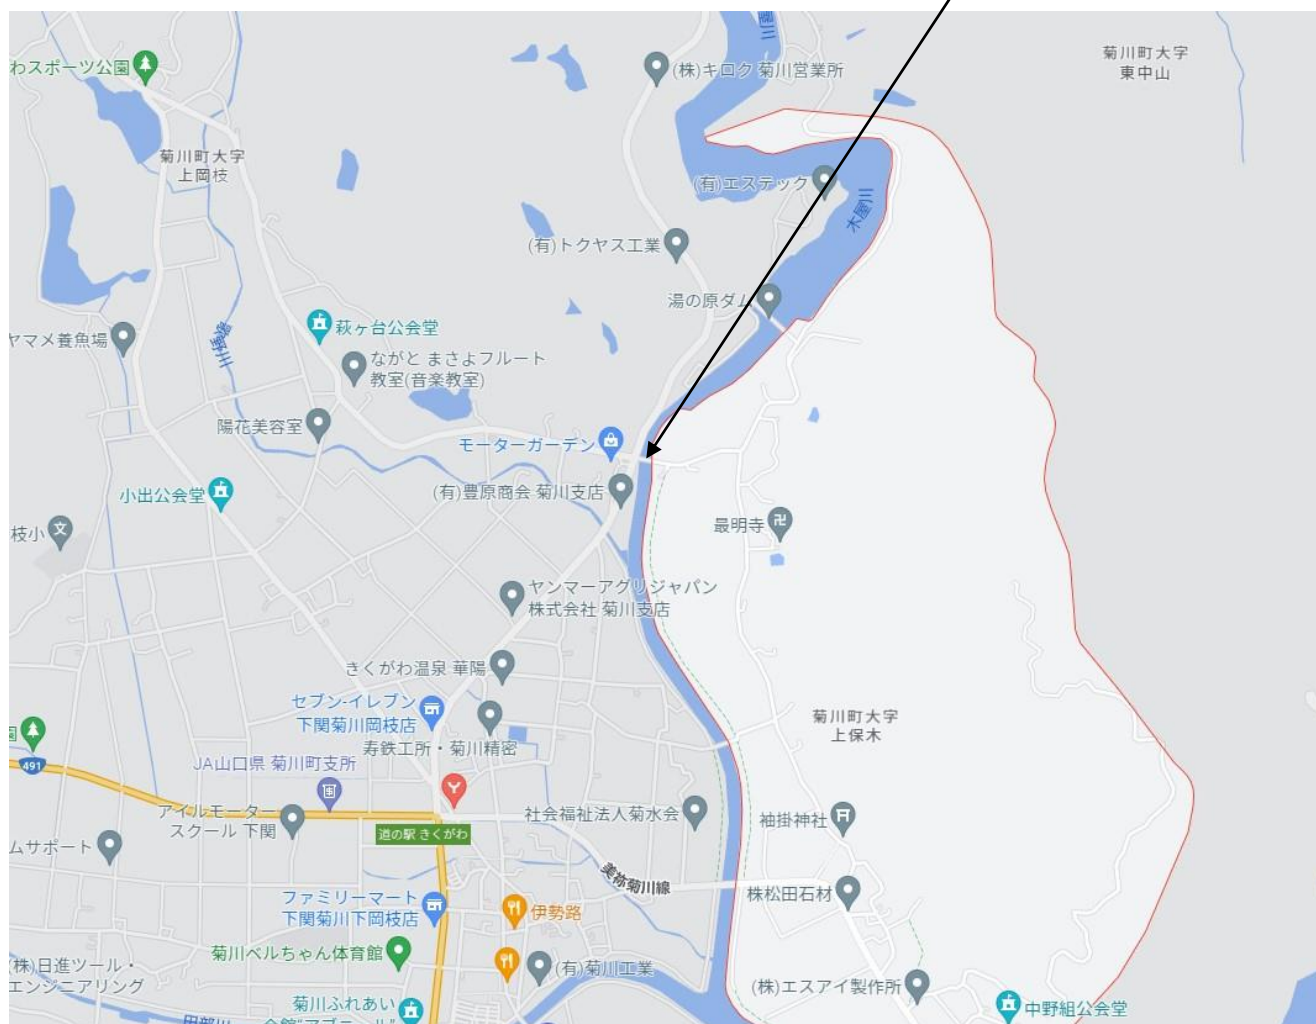 屋川
菊川町大字
東中山
(株)キロク 菊川営業所
わスポーツ公園
菊川町大字
上岡枝
(有)エステック
木屋川
(有)トクヤス工業
湯の原ダム
萩ヶ台公会堂
ヤマメ養魚場
ながと まさよフルート
教室(音楽教室)
陽花美容室
モーターガーデン
小出公会堂
(有)豊原商会 菊川支店
枝小
最明寺
ヤンマーアグリジャパン
株式会社 菊川支店
きくがわ温泉 華陽
セブン-イレブン
下関菊川岡枝店
菊川町大字
上保木
園
寿鉄工所・菊川精密
491
JA山口県 菊川町支所
アイルモーター
スクール 下関
社会福祉法人菊水会
袖掛神社
道の駅 きくがわ
ムサポート
美祢菊川線
株松田石材
ファミリーマート
下関菊川下岡枝店
伊勢路
菊川ベルちゃん体育館
(株)日進ツール・
エンジニアリング
(有)菊川工業
(株)エスアイ製作所
菊川ふれあい
会館"アブニール"
中野組公会堂
田部川